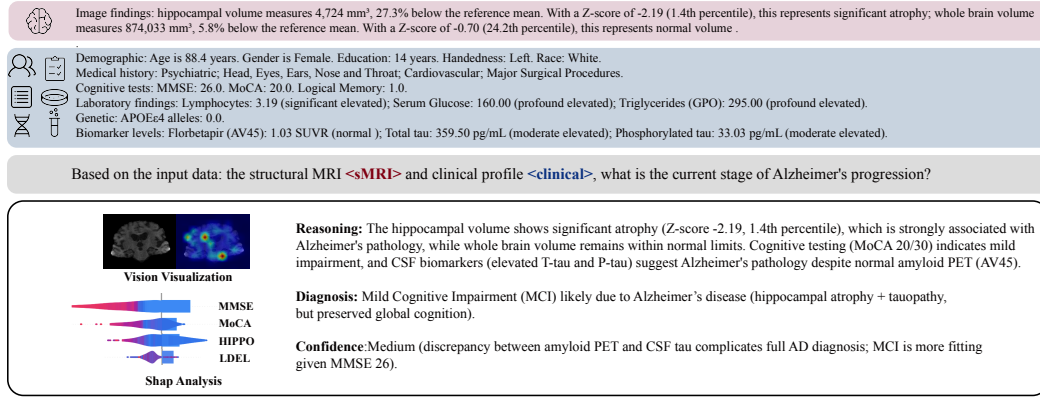 Image findings: hippocampal volume measures 4,724 mm³, 27.3% below the reference mean. With a Z-score of -2.19 (1.4th percentile), this represents significant atrophy; whole brain volume
measures 874,033 mm³, 5.8% below the reference mean. With a Z-score of -0.70 (24.2th percentile), this represents normal volume .
.
Demographic: Age is 88.4 years. Gender is Female. Education: 14 years. Handedness: Left. Race: White.
Medical history: Psychiatric; Head, Eyes, Ears, Nose and Throat; Cardiovascular; Major Surgical Procedures.
Cognitive tests: MMSE: 26.0. MoCA: 20.0. Logical Memory: 1.0.
Laboratory findings: Lymphocytes: 3.19 (significant elevated); Serum Glucose: 160.00 (profound elevated); Triglycerides (GPO): 295.00 (profound elevated).
Genetic: APOEε4 alleles: 0.0.
Biomarker levels: Florbetapir (AV45): 1.03 SUVR (normal ); Total tau: 359.50 pg/mL (moderate elevated); Phosphorylated tau: 33.03 pg/mL (moderate elevated).
Based on the input data: the structural MRI <sMRI> and clinical profile <clinical>, what is the current stage of Alzheimer's progression?
Vision Visualization
MMSE
MoCA
HIPPO
LDEL
Shap Analysis
Reasoning: The hippocampal volume shows significant atrophy (Z-score -2.19, 1.4th percentile), which is strongly associated with
Alzheimer's pathology, while whole brain volume remains within normal limits. Cognitive testing (MoCA 20/30) indicates mild
impairment, and CSF biomarkers (elevated T-tau and P-tau) suggest Alzheimer's pathology despite normal amyloid PET (AV45).
Diagnosis: Mild Cognitive Impairment (MCI) likely due to Alzheimer's disease (hippocampal atrophy + tauopathy,
but preserved global cognition).
Confidence:Medium (discrepancy between amyloid PET and CSF tau complicates full AD diagnosis; MCI is more fitting
given MMSE 26).